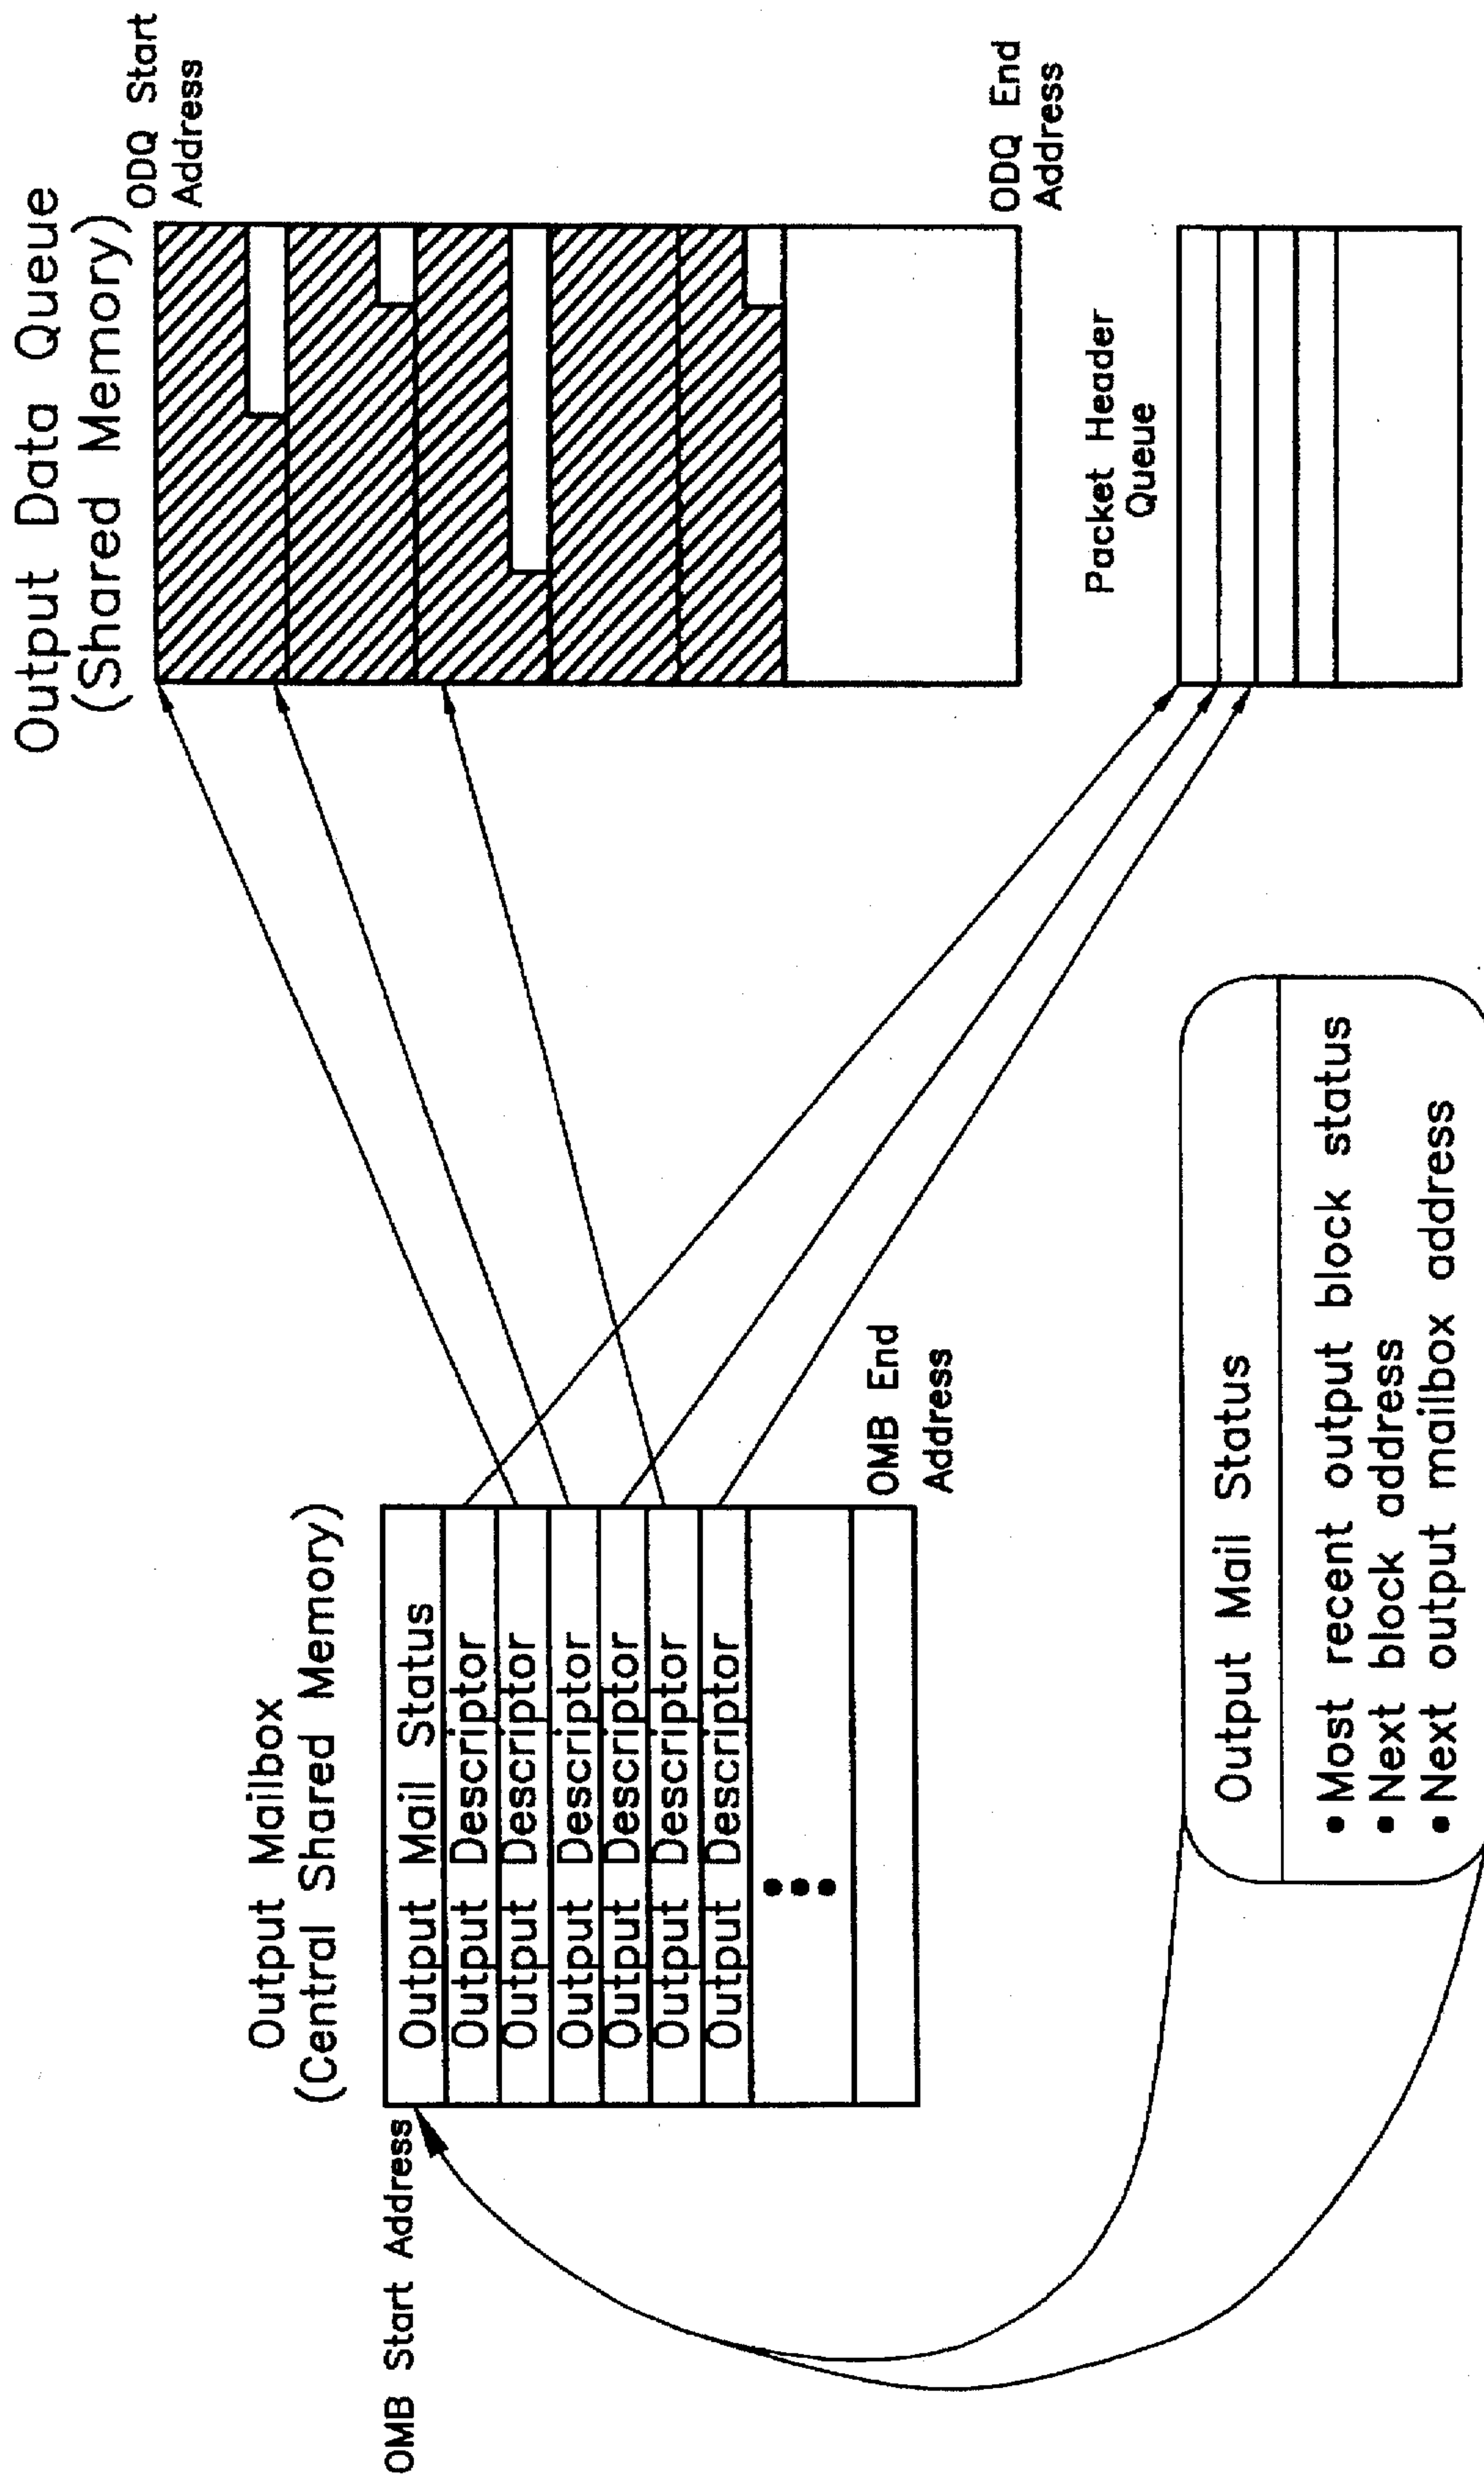 Output Mailbox
(Central Shared Memory)
OMB Start Address
Output Mail Status
Output Descriptor
Output Descriptor
Output Descriptor
Output Descriptor
Output Descriptor
Output Descriptor
OMB End
Address
Output Data Queue
(Shared Memory)
ODQ Start
Address
ODQ End
Address
Packet Header
Queue
Output Mail Status
• Most recent output block status
• Next block address
• Next output mailbox address